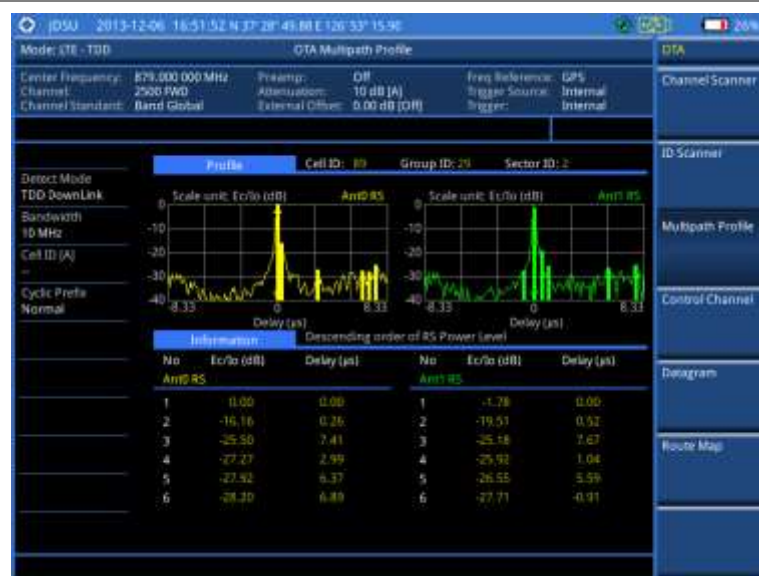 JDSU 2013-12-06 16:51:52 N 37° 28' 49.88 E 126° 53' 15.90 26%
Mode: LTE - TDD OTA Multipath Profile OTA
Center Frequency: 879.000 000 MHz Preamp: Off Freq Reference: GPS
Channel: 2500 FWD Attenuation: 10 dB [A] Trigger Source: Internal
Channel Standard: Band Global External Offset: 0.00 dB [Off] Trigger: Internal
Channel Scanner
ID Scanner
Multipath Profile
Control Channel
Datagram
Route Map
Detect Mode
TDD DownLink
Bandwidth
10 MHz
Cell ID [A]
--
Cyclic Prefix
Normal
Profile Cell ID: 89 Group ID: 29 Sector ID: 2
Scale unit: Ec/Io (dB) Ant0 RS
0
-10
-20
-30
-40
-8.33 0 8.33
Delay (µs)
Scale unit: Ec/Io (dB) Ant1 RS
0
-10
-20
-30
-40
-8.33 0 8.33
Delay (µs)
Information Descending order of RS Power Level
No Ec/Io (dB) Delay (µs) No Ec/Io (dB) Delay (µs)
Ant0 RS Ant1 RS
1 0.00 0.00 1 -1.78 0.00
2 -16.16 0.26 2 -19.51 0.52
3 -25.50 7.41 3 -25.18 7.67
4 -27.27 2.99 4 -25.92 1.04
5 -27.92 6.37 5 -26.55 5.59
6 -28.20 6.89 6 -27.71 -0.91